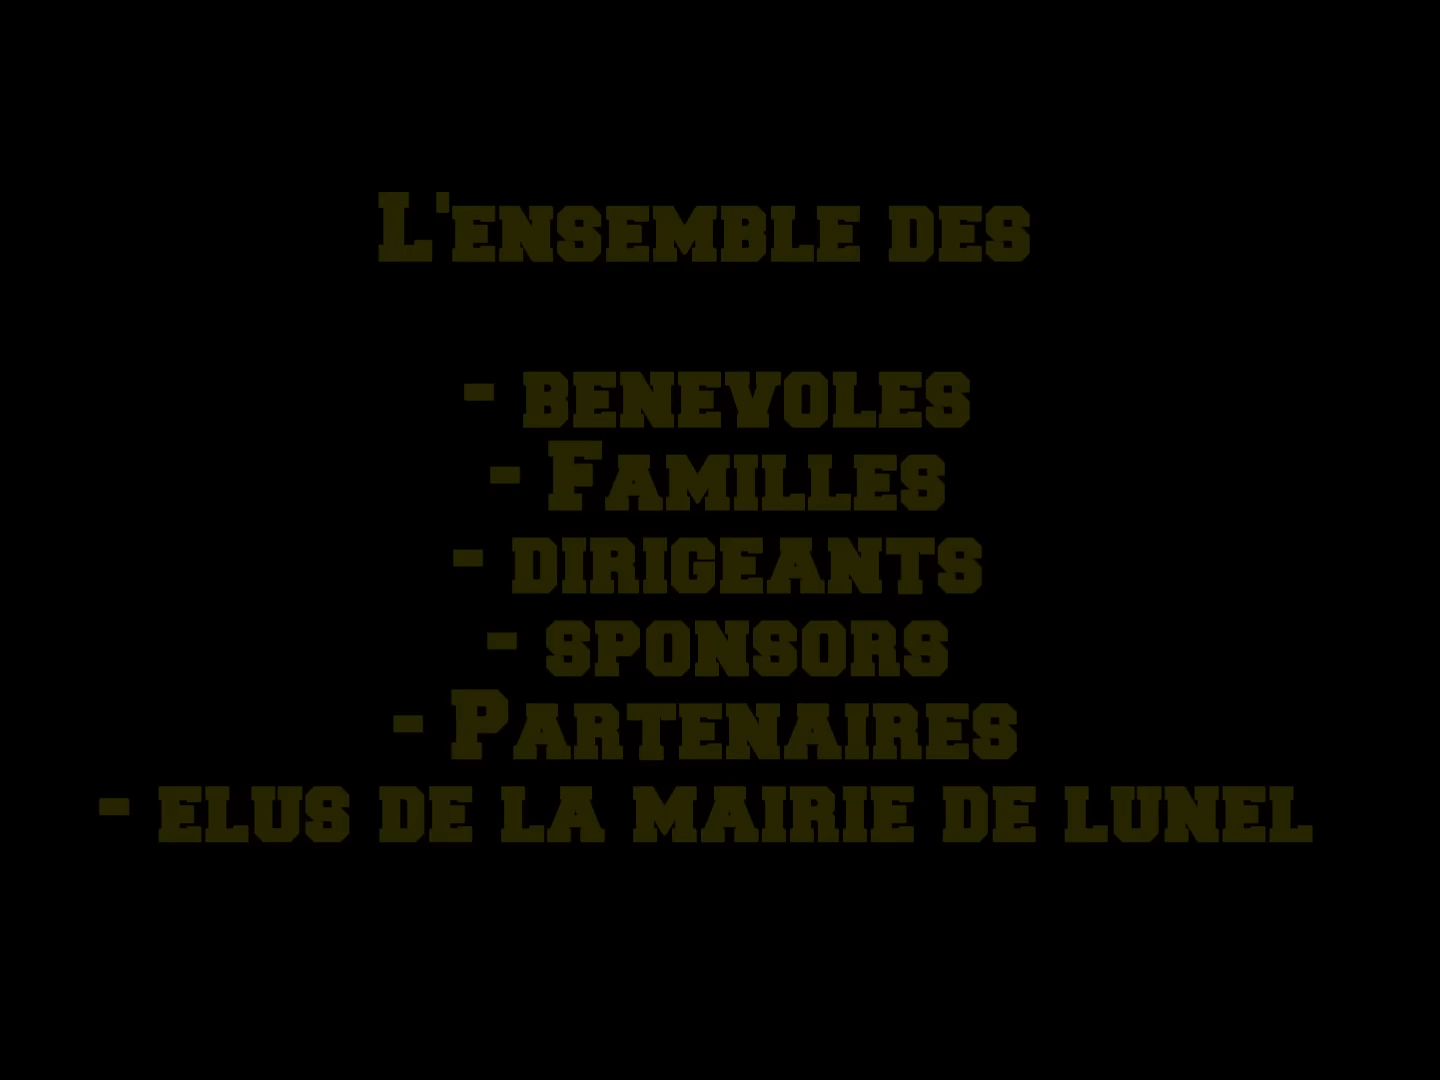 L'ensemble des
- benevoles
- Familles
- dirigeants
- sponsors
- Partenaires
- elus de la mairie de lunel